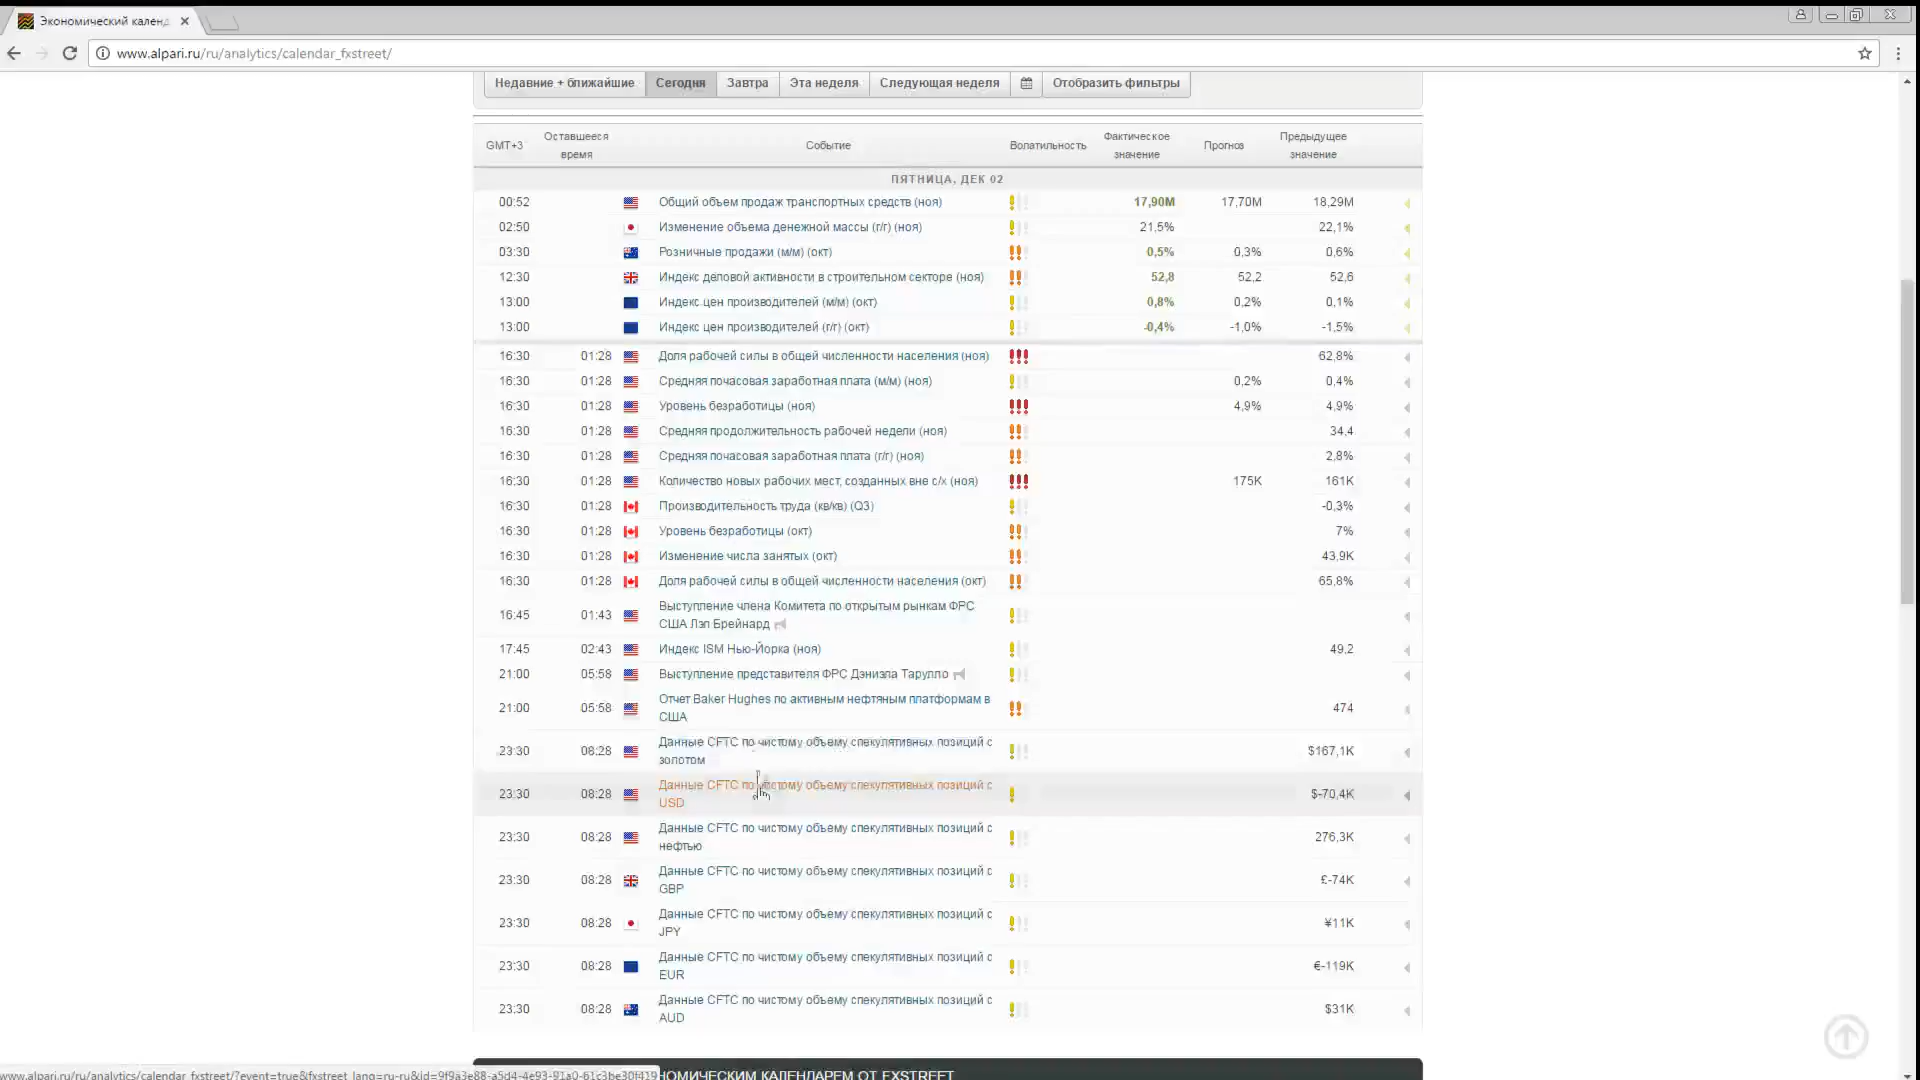 Экономический календ
www.alpari.ru/ru/analytics/calendar_fxstreet/
Недавние + ближайшие Сегодня Завтра Эта неделя Следующая неделя Отобразить фильтры
GMT+3 Оставшееся время Событие Волатильность Фактическое значение Прогноз Предыдущее значение
ПЯТНИЦА, ДЕК 02
00:52 Общий объем продаж транспортных средств (ноя) 17,90M 17,70M 18,29M
02:50 Изменение объема денежной массы (г/г) (ноя) 21,5% 22,1%
03:30 Розничные продажи (м/м) (окт) 0,5% 0,3% 0,6%
12:30 Индекс деловой активности в строительном секторе (ноя) 52,8 52,2 52,6
13:00 Индекс цен производителей (м/м) (окт) 0,8% 0,2% 0,1%
13:00 Индекс цен производителей (г/г) (окт) -0,4% -1,0% -1,5%
16:30 01:28 Доля рабочей силы в общей численности населения (ноя) 62,8%
16:30 01:28 Средняя почасовая заработная плата (м/м) (ноя) 0,2% 0,4%
16:30 01:28 Уровень безработицы (ноя) 4,9% 4,9%
16:30 01:28 Средняя продолжительность рабочей недели (ноя) 34,4
16:30 01:28 Средняя почасовая заработная плата (г/г) (ноя) 2,8%
16:30 01:28 Количество новых рабочих мест, созданных вне с/х (ноя) 175K 161K
16:30 01:28 Производительность труда (кв/кв) (Q3) -0,3%
16:30 01:28 Уровень безработицы (окт) 7%
16:30 01:28 Изменение числа занятых (окт) 43,9K
16:30 01:28 Доля рабочей силы в общей численности населения (окт) 65,8%
16:45 01:43 Выступление члена Комитета по открытым рынкам ФРС
США Лэл Брейнард
17:45 02:43 Индекс ISM Нью-Йорка (ноя) 49,2
21:00 05:58 Выступление представителя ФРС Дэниэла Тарулло
21:00 05:58 Отчет Baker Hughes по активным нефтяным платформам в
США 474
23:30 08:28 Данные CFTC по чистому объему спекулятивных позиций с
золотом $167,1K
23:30 08:28 Данные CFTC по чистому объему спекулятивных позиций с
USD $-70,4K
23:30 08:28 Данные CFTC по чистому объему спекулятивных позиций с
нефтью 276,3K
23:30 08:28 Данные CFTC по чистому объему спекулятивных позиций с
GBP £-74K
23:30 08:28 Данные CFTC по чистому объему спекулятивных позиций с
JPY ¥11K
23:30 08:28 Данные CFTC по чистому объему спекулятивных позиций с
EUR €-119K
23:30 08:28 Данные CFTC по чистому объему спекулятивных позиций с
AUD $31K
www.alpari.ru/ru/analytics/calendar_fxstreet/?event=true&fxstreet_lang=ru-ru&id=9f9a3e88-a5d4-4e93-91a0-61c3be30f419
НОМИЧЕСКИМ КАЛЕНДАРЕМ ОТ FXSTREET